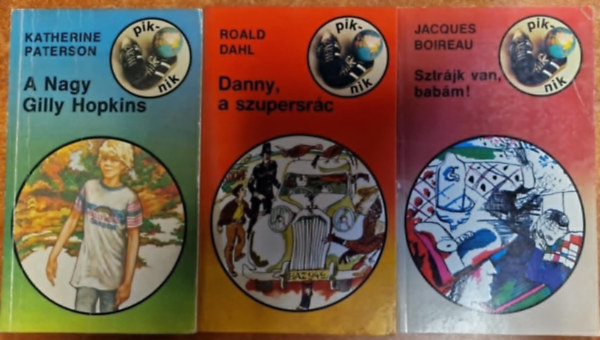 KATHERINE
PATERSON
pik-
nik
A Nagy
Gilly Hopkins
ROALD
DAHL
pik-
nik
Danny,
a szupersrác
JACQUES
BOIREAU
pik-
nik
Sztrájk van,
babám!